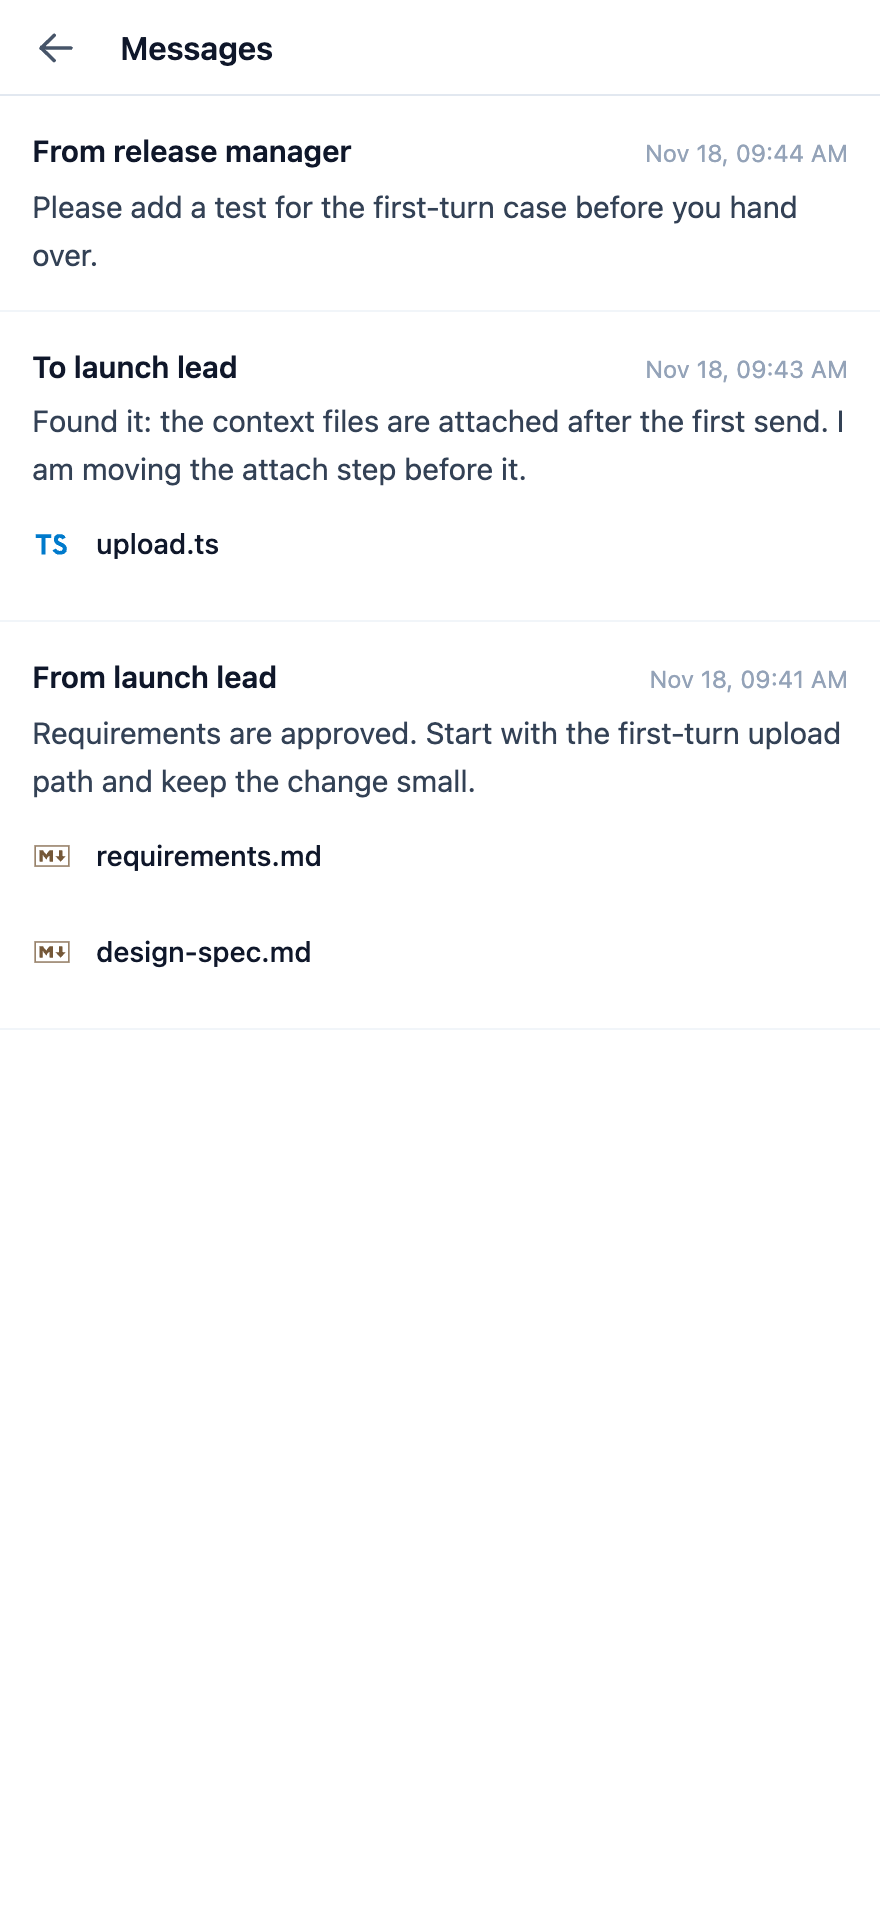 Messages
From release manager
Nov 18, 09:44 AM
Please add a test for the first-turn case before you hand
over.
To launch lead
Nov 18, 09:43 AM
Found it: the context files are attached after the first send. I
am moving the attach step before it.
TS upload.ts
From launch lead
Nov 18, 09:41 AM
Requirements are approved. Start with the first-turn upload
path and keep the change small.
M requirements.md
M design-spec.md